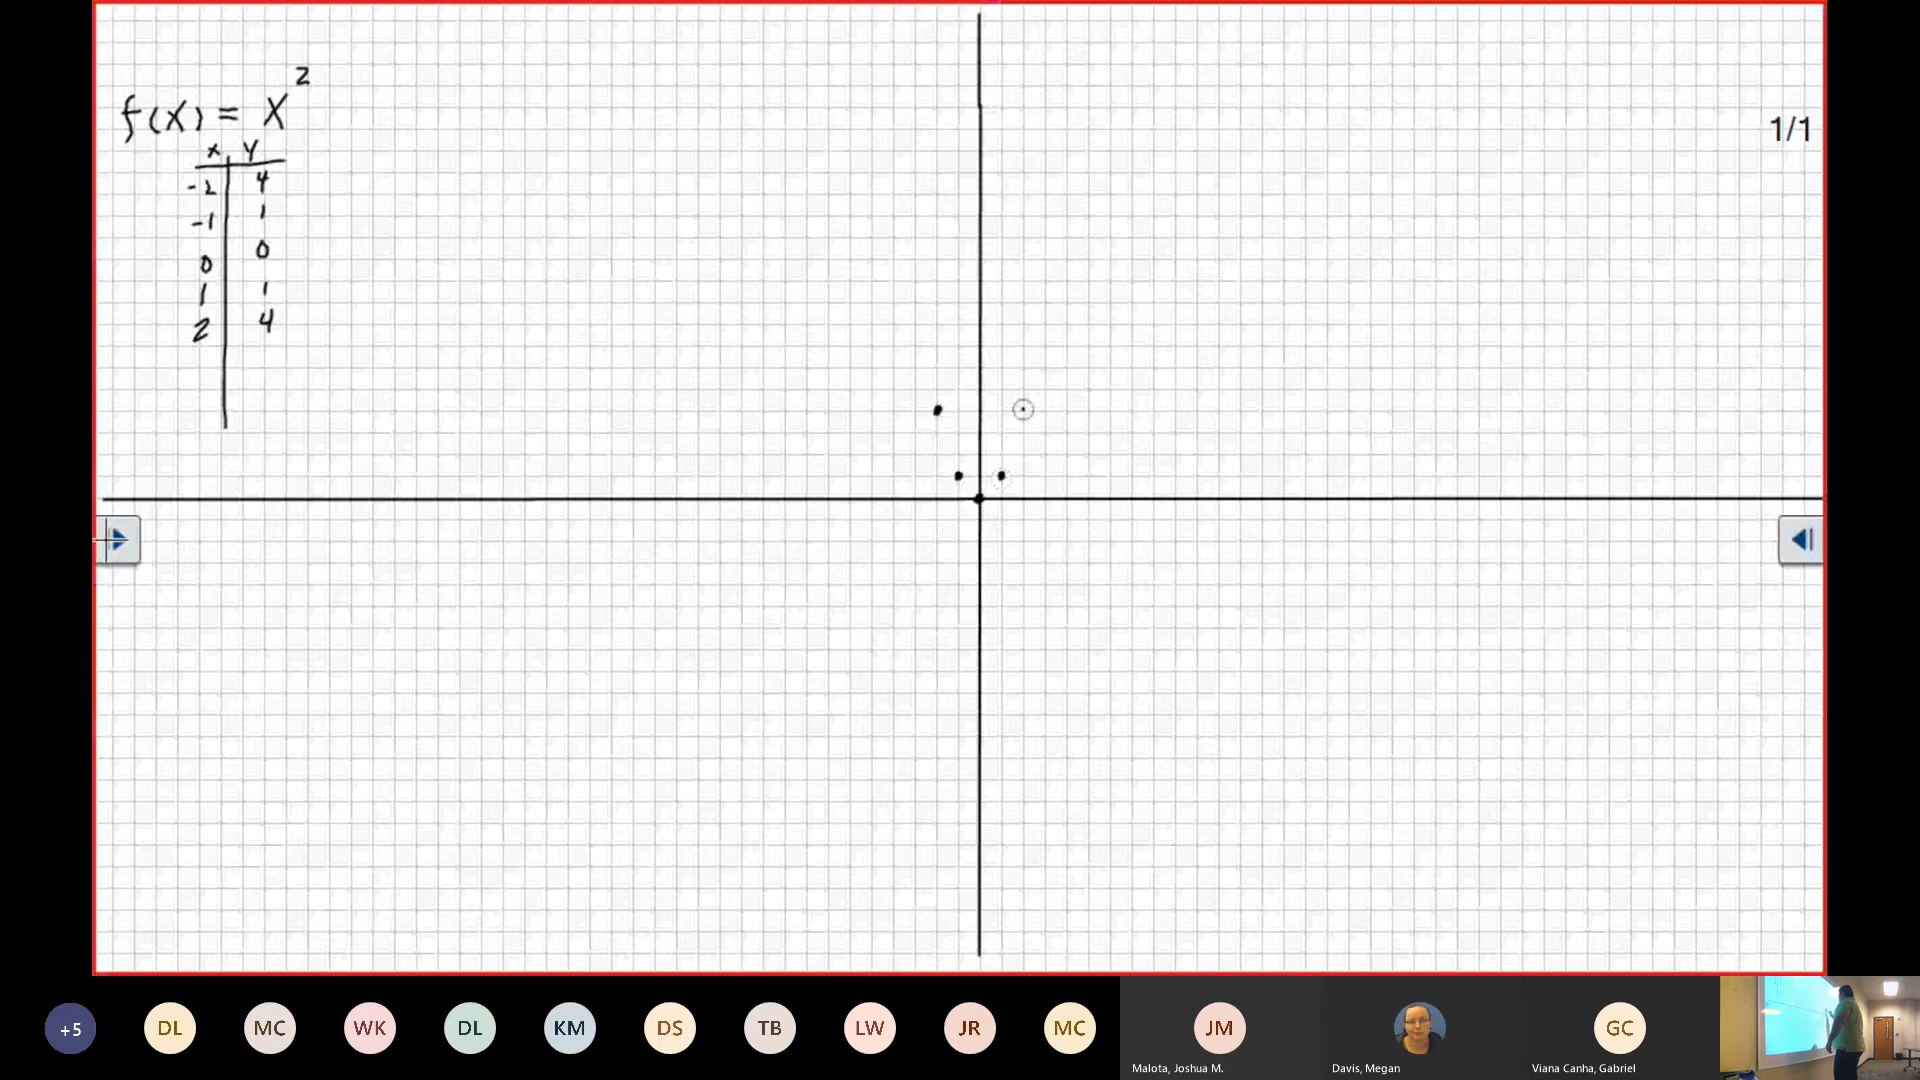 f(x) = x²
x y
-2 4
-1 1
0 0
1 1
2 4
1/1
+5
DL
MC
WK
DL
KM
DS
TB
LW
JR
MC
JM
GC
Malota, Joshua M.
Davis, Megan
Viana Canha, Gabriel